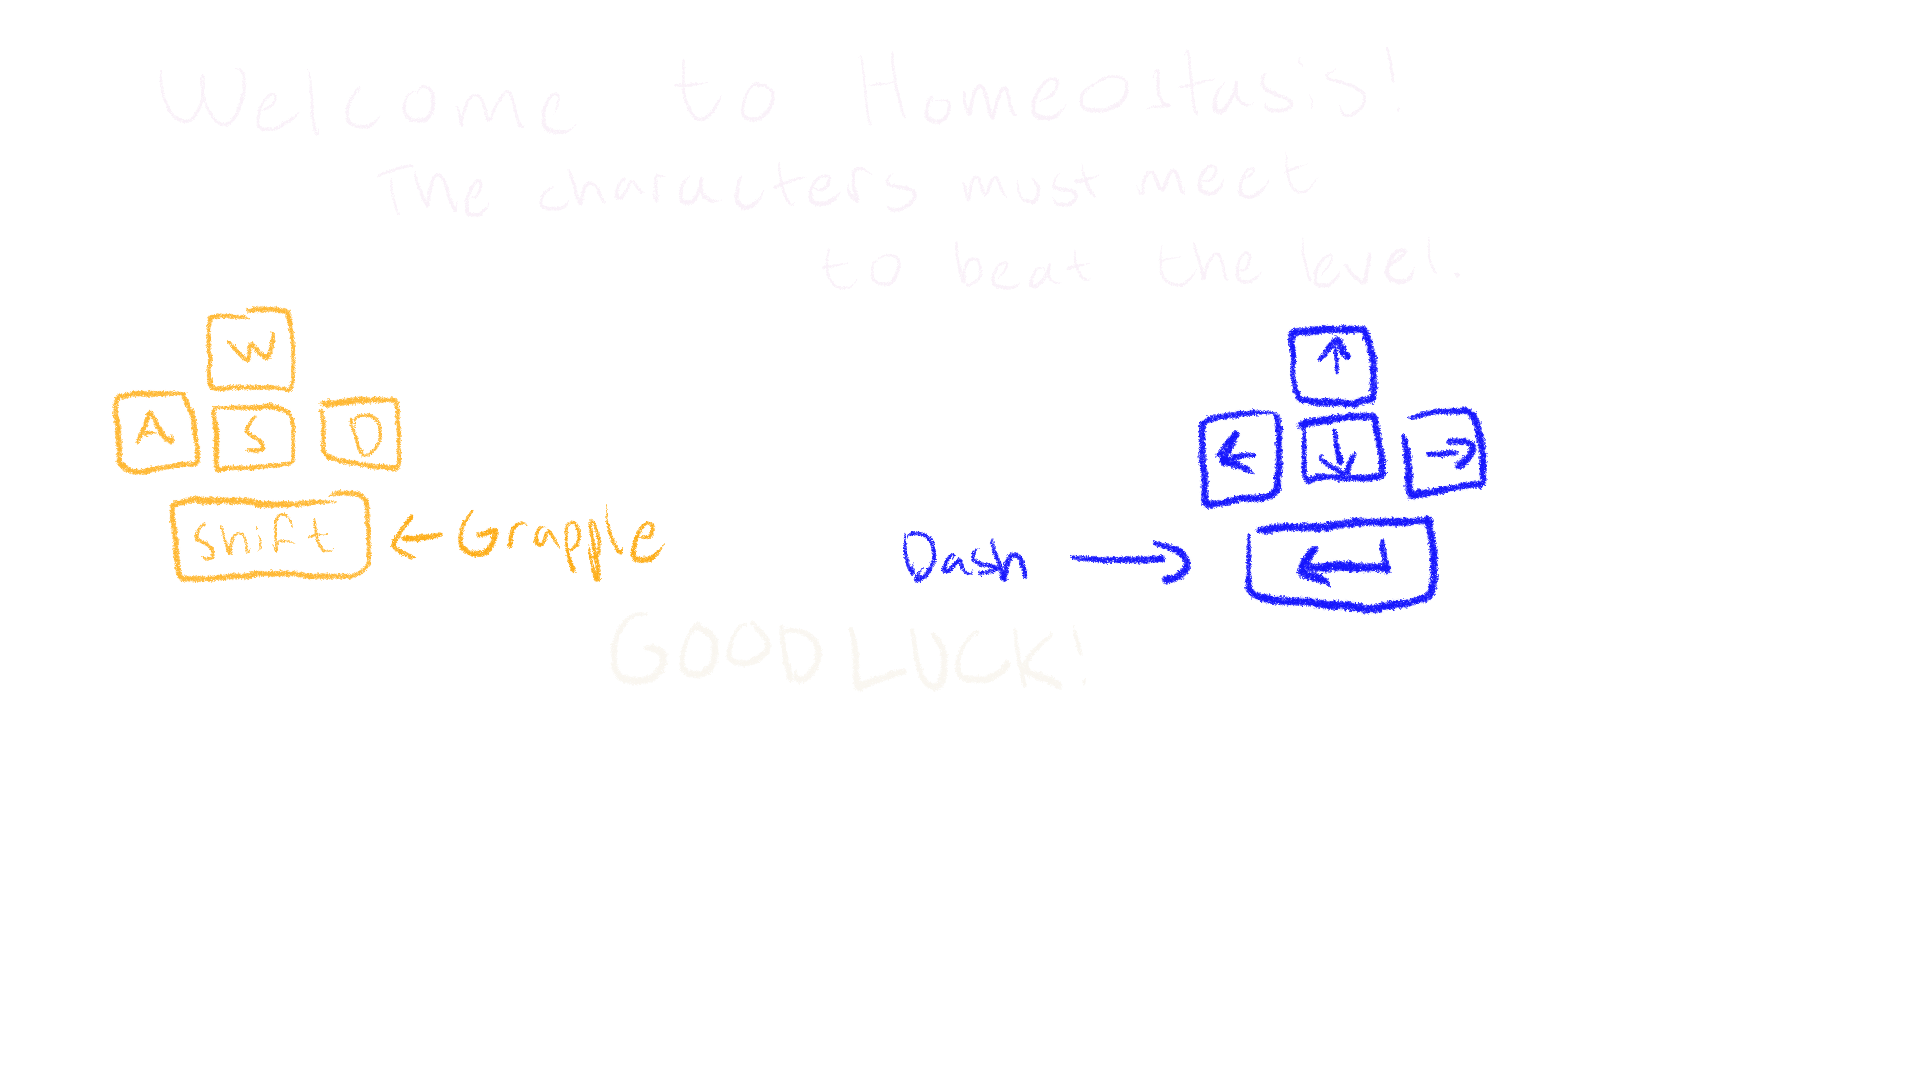 Welcome to Homeostasis!
The characters must meet
to beat the level.
W
A S D
shift ← Grapple
↑
← ↓ →
Dash → ↵
GOOD LUCK!